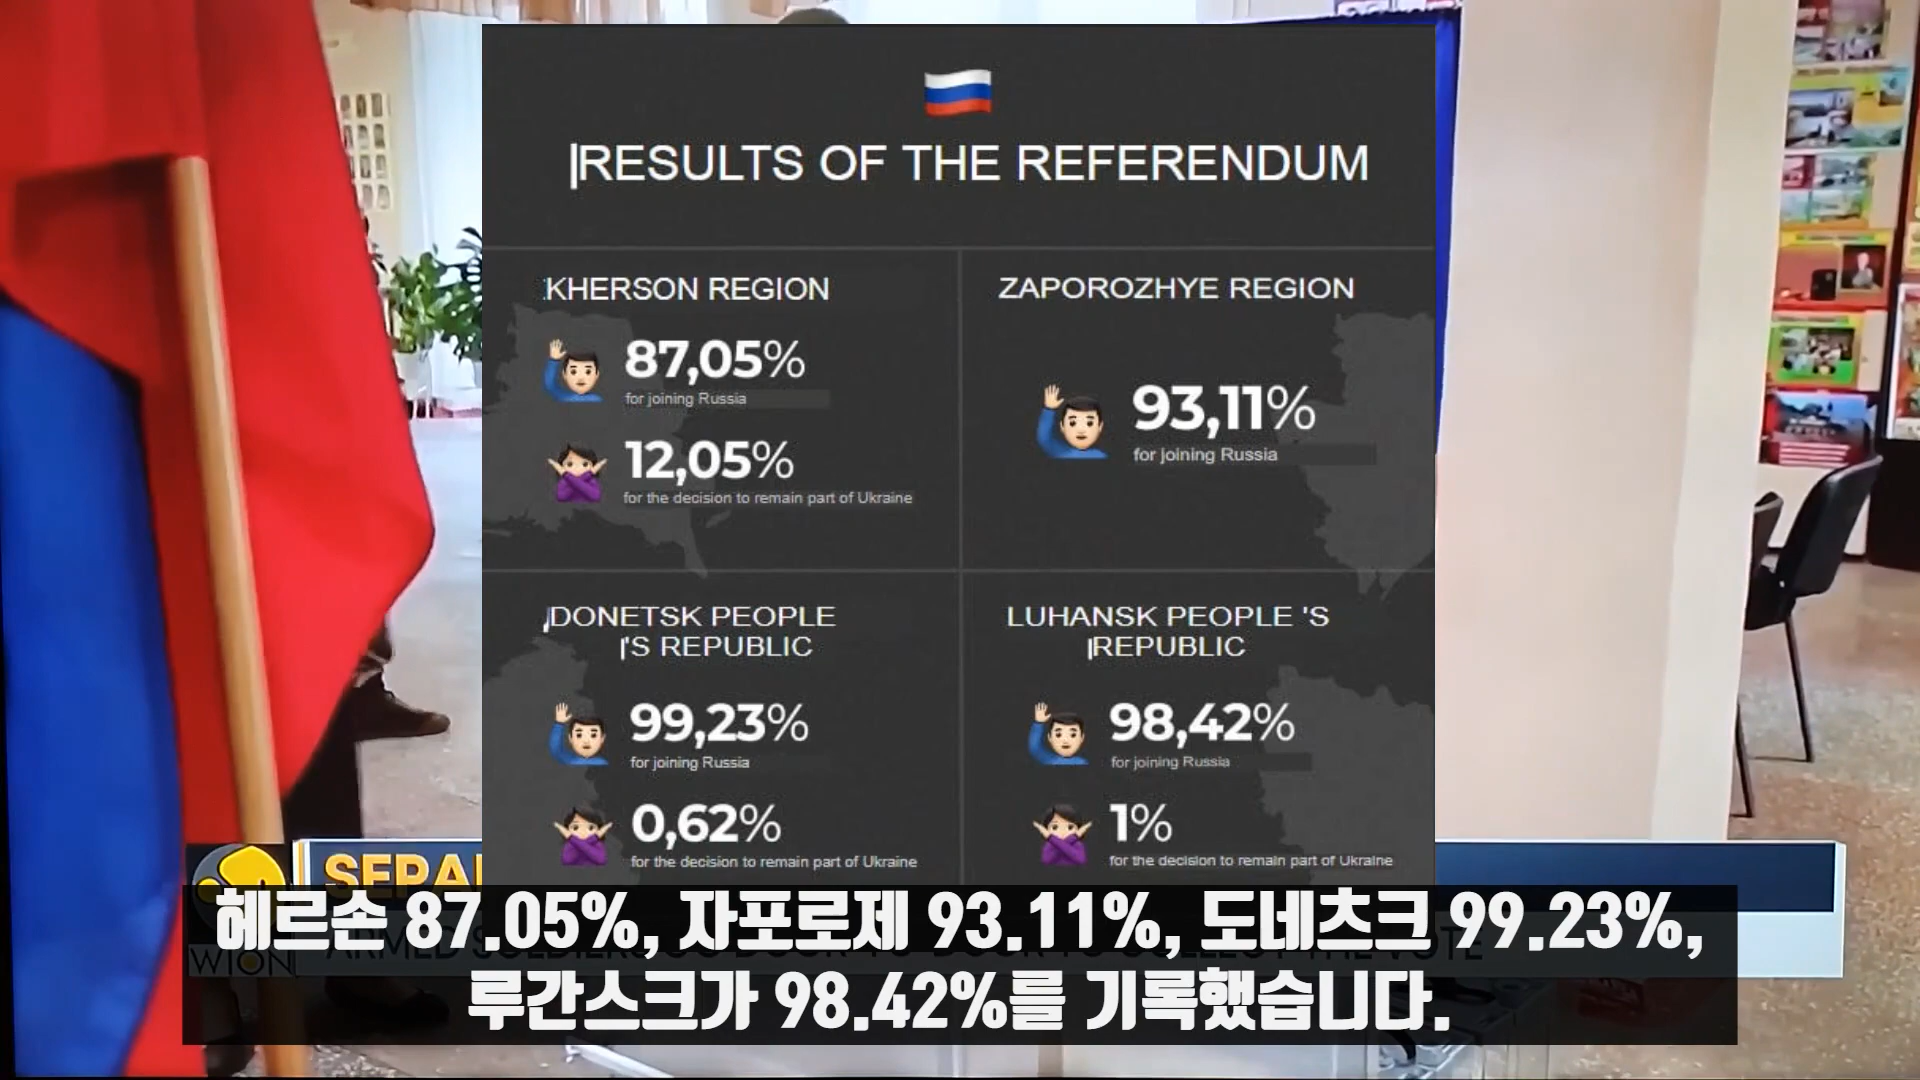 RESULTS OF THE REFERENDUM
KHERSON REGION
87,05%
for joining Russia
12,05%
for the decision to remain part of Ukraine
ZAPOROZHYE REGION
93,11%
for joining Russia
DONETSK PEOPLE
'S REPUBLIC
99,23%
for joining Russia
0,62%
for the decision to remain part of Ukraine
LUHANSK PEOPLE 'S
REPUBLIC
98,42%
for joining Russia
1%
for the decision to remain part of Ukraine
SEPA
WION
헤르손 87.05%, 자포로제 93.11%, 도네츠크 99.23%,
루간스크가 98.42%를 기록했습니다.